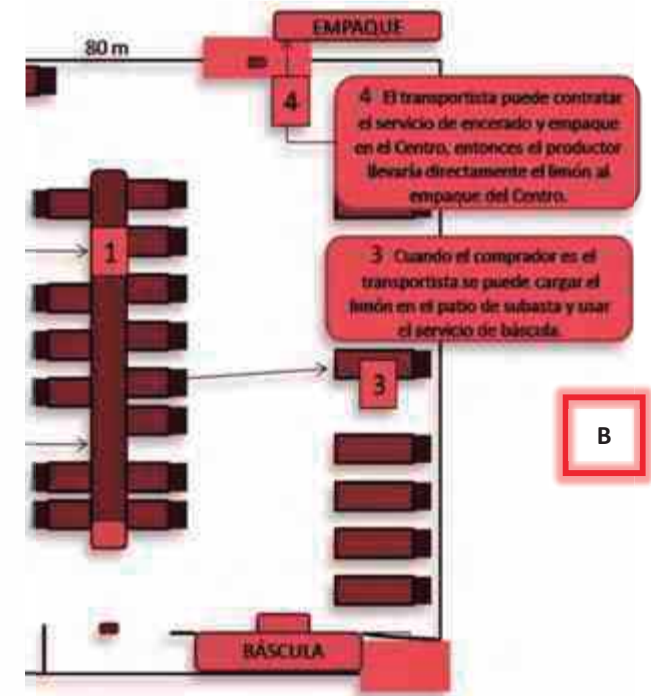 EMPAQUE
80 m
4
4 El transportista puede contratar
el servicio de encerado y empaque
en el Centro, entonces el productor
llevaría directamente el limón al
empaque del Centro.
1
3 Cuando el comprador es el
transportista se puede cargar el
limón en el patio de subasta y usar
el servicio de báscula.
3
B
BÁSCULA